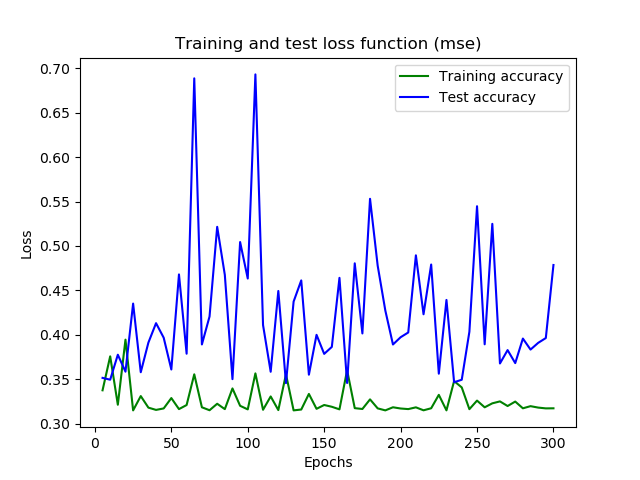 Training and test loss function (mse)
Training accuracy
Test accuracy
Loss
0.70
0.65
0.60
0.55
0.50
0.45
0.40
0.35
0.30
0 50 100 150 200 250 300
Epochs